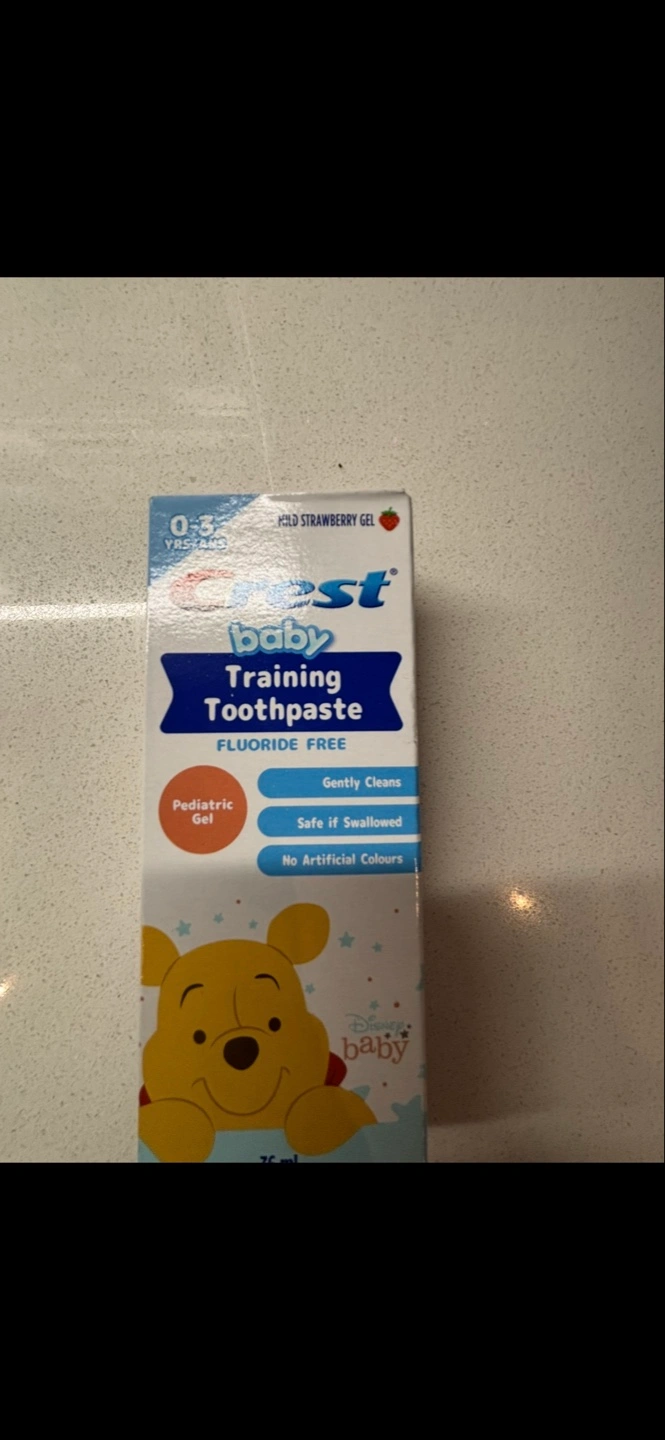 0-3
YRS/ANS
MILD STRAWBERRY GEL
Crest®
baby
Training
Toothpaste
FLUORIDE FREE
Pediatric
Gel
Gently Cleans
Safe if Swallowed
No Artificial Colours
Disney
baby